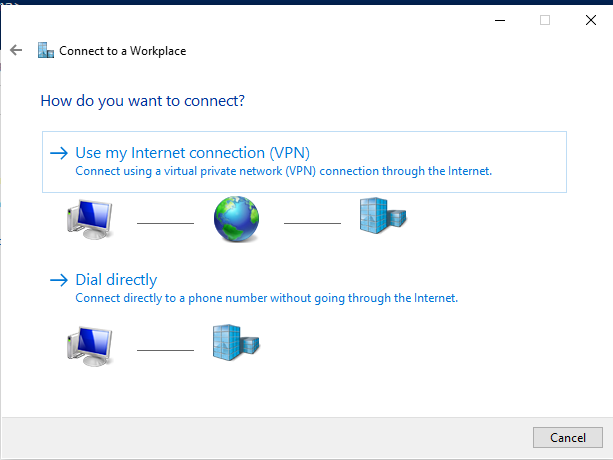 Connect to a Workplace
How do you want to connect?
Use my Internet connection (VPN)
Connect using a virtual private network (VPN) connection through the Internet.
Dial directly
Connect directly to a phone number without going through the Internet.
Cancel